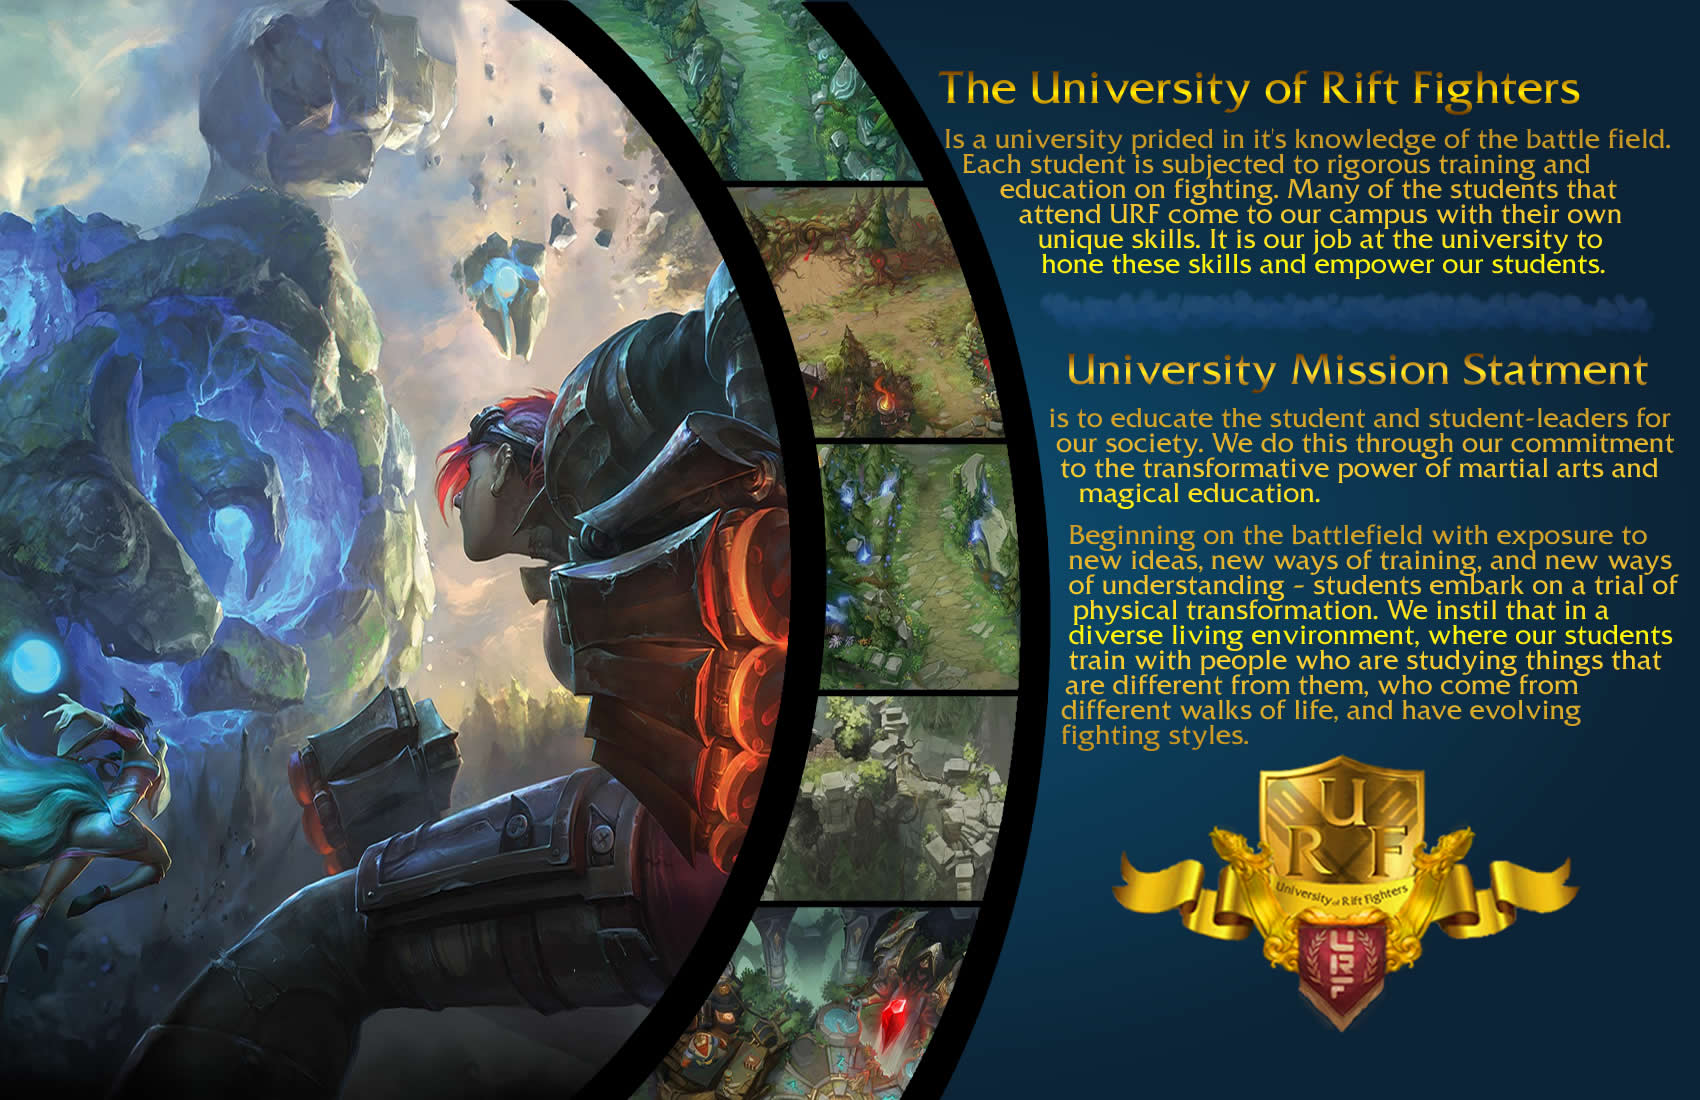 The University of Rift Fighters
Is a university prided in it's knowledge of the battle field.
Each student is subjected to rigorous training and
education on fighting. Many of the students that
attend URF come to our campus with their own
unique skills. It is our job at the university to
hone these skills and empower our students.
University Mission Statment
is to educate the student and student-leaders for
our society. We do this through our commitment
to the transformative power of martial arts and
magical education.
Beginning on the battlefield with exposure to
new ideas, new ways of training, and new ways
of understanding - students embark on a trial of
physical transformation. We instil that in a
diverse living environment, where our students
train with people who are studying things that
are different from them, who come from
different walks of life, and have evolving
fighting styles.
U
R F
University of Rift Fighters
URF